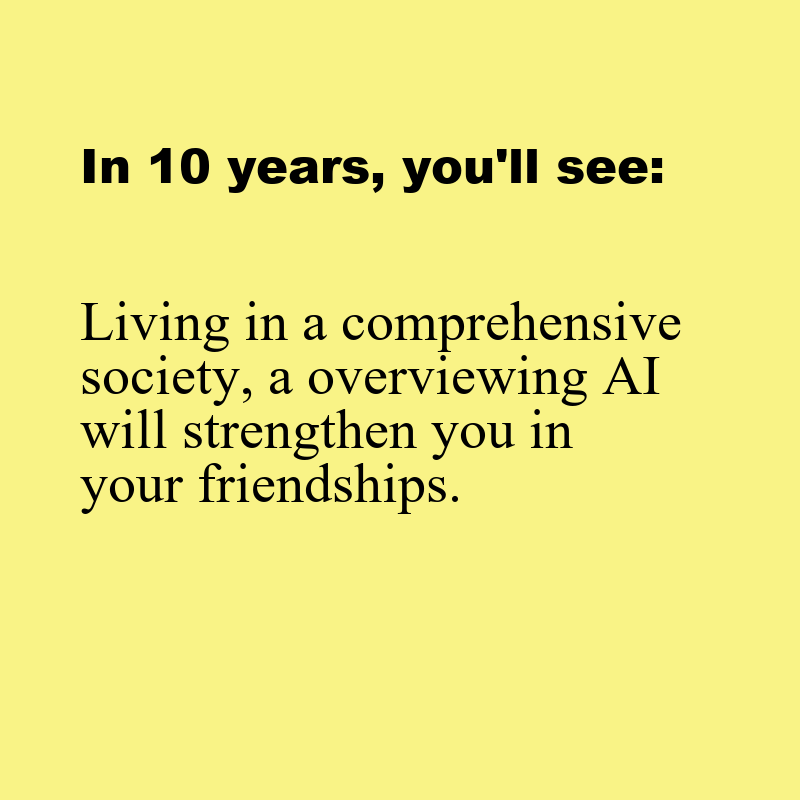 In 10 years, you'll see:
Living in a comprehensive
society, a overviewing AI
will strengthen you in
your friendships.